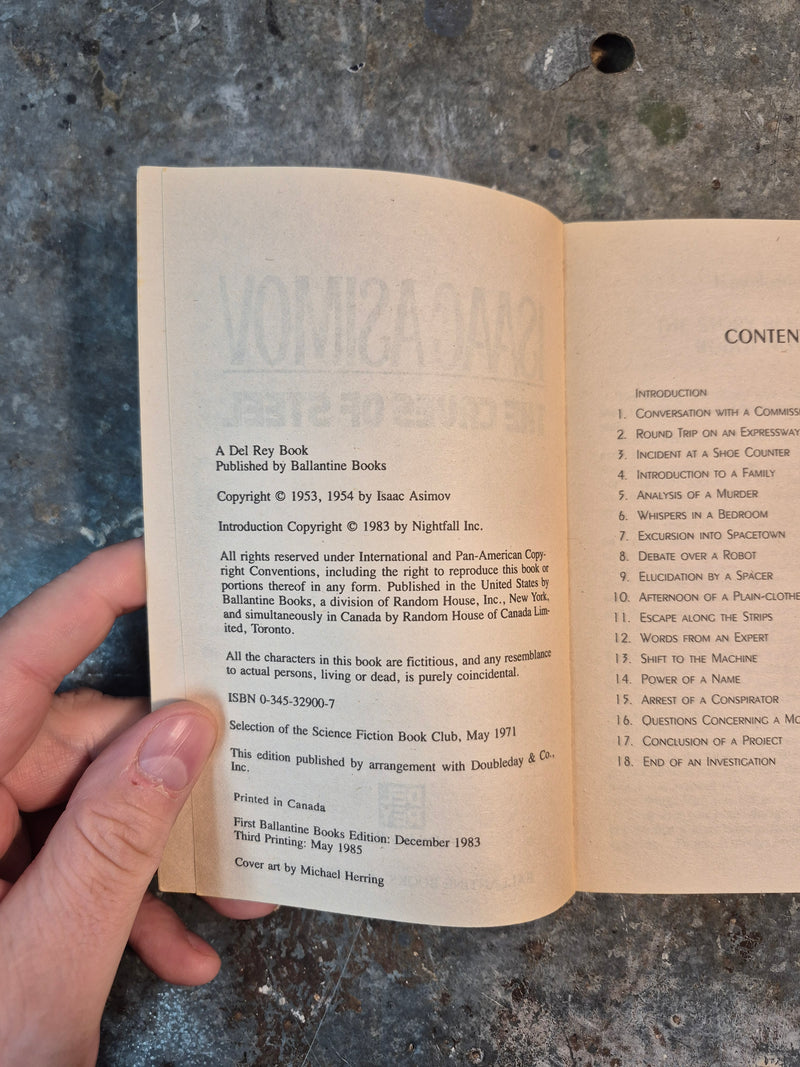 ISAAC ASIMOV
THE CAVES OF STEEL
A Del Rey Book
Published by Ballantine Books
Copyright © 1953, 1954 by Isaac Asimov
Introduction Copyright © 1983 by Nightfall Inc.
All rights reserved under International and Pan-American Copy-
right Conventions, including the right to reproduce this book or
portions thereof in any form. Published in the United States by
Ballantine Books, a division of Random House, Inc., New York,
and simultaneously in Canada by Random House of Canada Lim-
ited, Toronto.
All the characters in this book are fictitious, and any resemblance
to actual persons, living or dead, is purely coincidental.
ISBN 0-345-32900-7
Selection of the Science Fiction Book Club, May 1971
This edition published by arrangement with Doubleday & Co.,
Inc.
Printed in Canada
First Ballantine Books Edition: December 1983
Third Printing: May 1985
Cover art by Michael Herring
CONTEN
INTRODUCTION
1. CONVERSATION WITH A COMMISSI
2. ROUND TRIP ON AN EXPRESSWAY
3. INCIDENT AT A SHOE COUNTER
4. INTRODUCTION TO A FAMILY
5. ANALYSIS OF A MURDER
6. WHISPERS IN A BEDROOM
7. EXCURSION INTO SPACETOWN
8. DEBATE OVER A ROBOT
9. ELUCIDATION BY A SPACER
10. AFTERNOON OF A PLAIN-CLOTHE
11. ESCAPE ALONG THE STRIPS
12. WORDS FROM AN EXPERT
13. SHIFT TO THE MACHINE
14. POWER OF A NAME
15. ARREST OF A CONSPIRATOR
16. QUESTIONS CONCERNING A MO
17. CONCLUSION OF A PROJECT
18. END OF AN INVESTIGATION